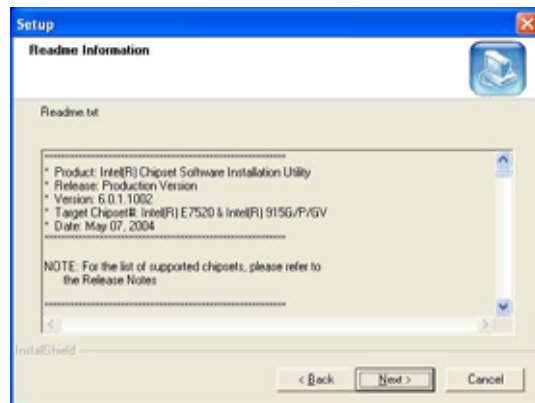 Setup
Readme Information
Readme.txt
* Product: Intel(R) Chipset Software Installation Utility
* Release: Production Version
* Version: 6.0.1.1002
* Target Chipset#: Intel(R) E7520 & Intel(R) 915G/P/GV
* Date: May 07, 2004
NOTE: For the list of supported chipsets, please refer to
the Release Notes
InstallShield
< Back Next > Cancel